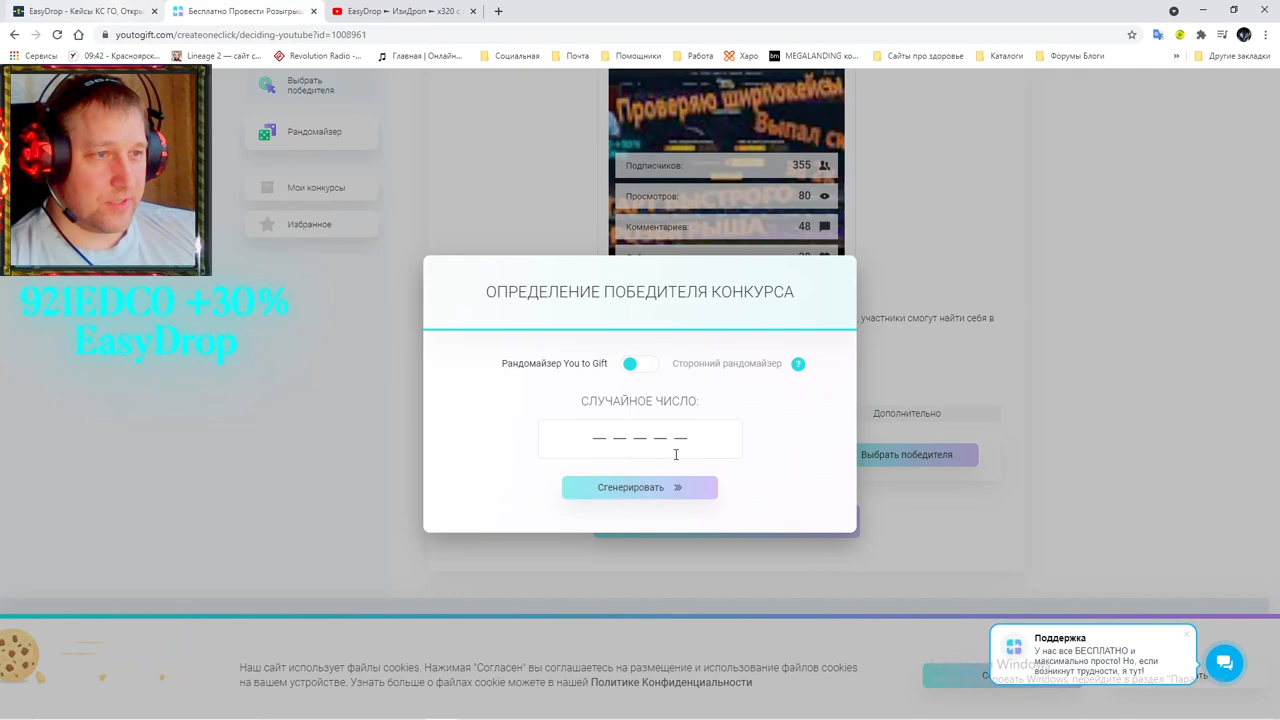 EasyDrop - Кейсы КС ГО, Откры
Бесплатно Провести Розыгрыш
EasyDrop ⇐ ИзиДроп ⇐ x320 с
youtogift.com/createoneclick/deciding-youtube?id=1008961
Сервисы
09:42 - Красноярск...
Lineage 2 — сайт с...
Revolution Radio -...
Главная | Онлайн...
Социальная
почта
Помощники
Работа
Харос
MEGALANDING ко...
Сайты про здоровье
Каталоги
Форумы Блоги
»
Другие закладки
Выбрать
победителя
Рандомайзер
Мои конкурсы
Избранное
Проверяю ширпокейсы
Выпал ск
Подписчиков: 355
Просмотров: 80
Комментариев: 48
921EDC0 +30%
EasyDrop
ОПРЕДЕЛЕНИЕ ПОБЕДИТЕЛЯ КОНКУРСА
, участники смогут найти себя в
Рандомайзер You to Gift
Сторонний рандомайзер ?
СЛУЧАЙНОЕ ЧИСЛО:
— — — — —
Сгенерировать
Дополнительно
Выбрать победителя
Наш сайт использует файлы cookies. Нажимая "Согласен" вы соглашаетесь на размещение и использование файлов cookies
на вашем устройстве. Узнать больше о файлах cookie можете в нашей Политике Конфиденциальности
Поддержка
У нас все БЕСПЛАТНО и
максимально просто! Но, если
возникнут трудности, я тут!